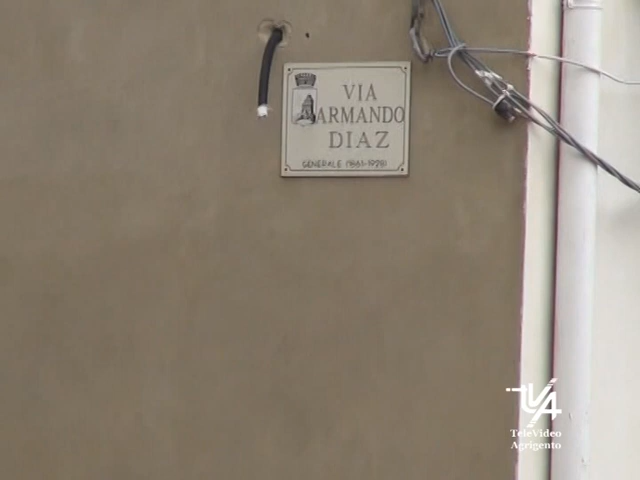 VIA
ARMANDO
DIAZ
GENERALE (1861-1928)
TVA
TeleVideo
Agrigento